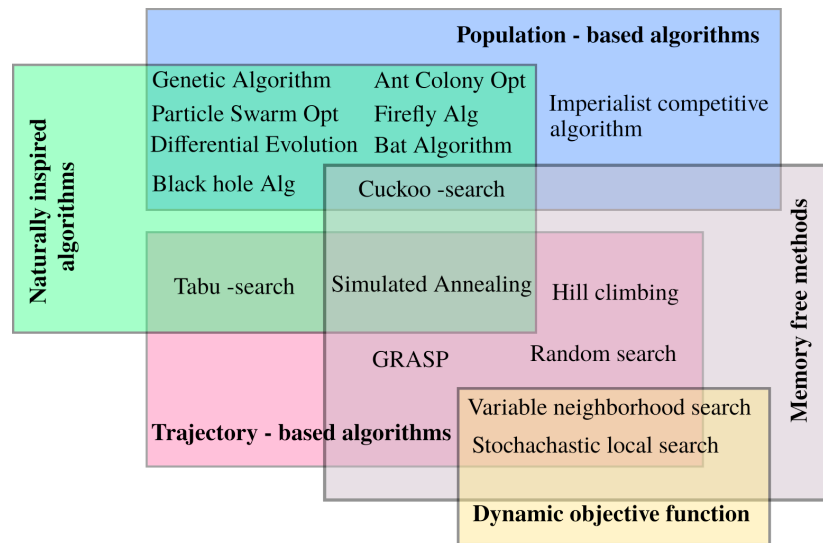 Population - based algorithms
Genetic Algorithm
Ant Colony Opt
Particle Swarm Opt
Firefly Alg
Imperialist competitive
algorithm
Differential Evolution
Bat Algorithm
Black hole Alg
Cuckoo -search
Naturally inspired
algorithms
Memory free methods
Tabu -search
Simulated Annealing
Hill climbing
GRASP
Random search
Trajectory - based algorithms
Variable neighborhood search
Stochachastic local search
Dynamic objective function